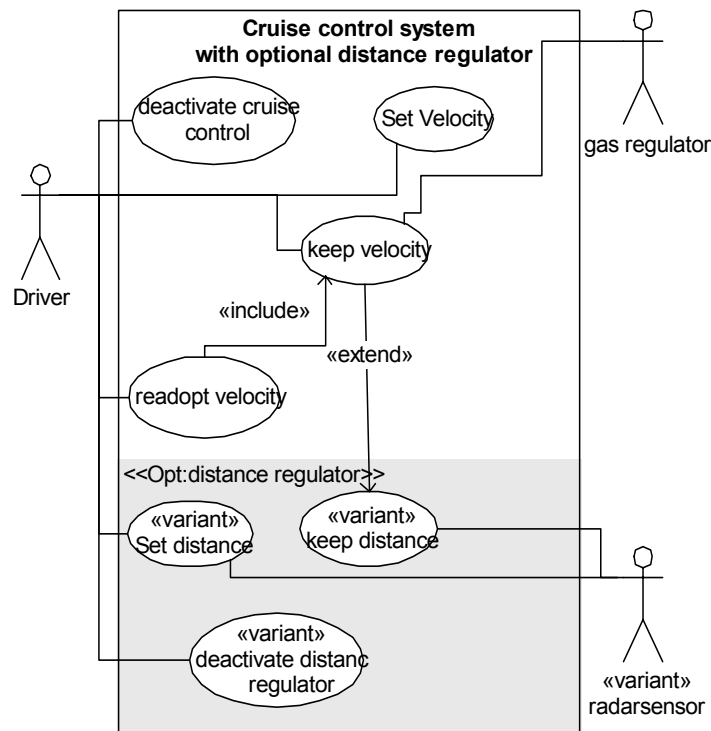 Cruise control system
with optional distance regulator
deactivate cruise
control
Set Velocity
gas regulator
keep velocity
Driver
«include»
«extend»
readopt velocity
<<Opt:distance regulator>>
«variant»
Set distance
«variant»
keep distance
«variant»
deactivate distanc
regulator
«variant»
radarsensor